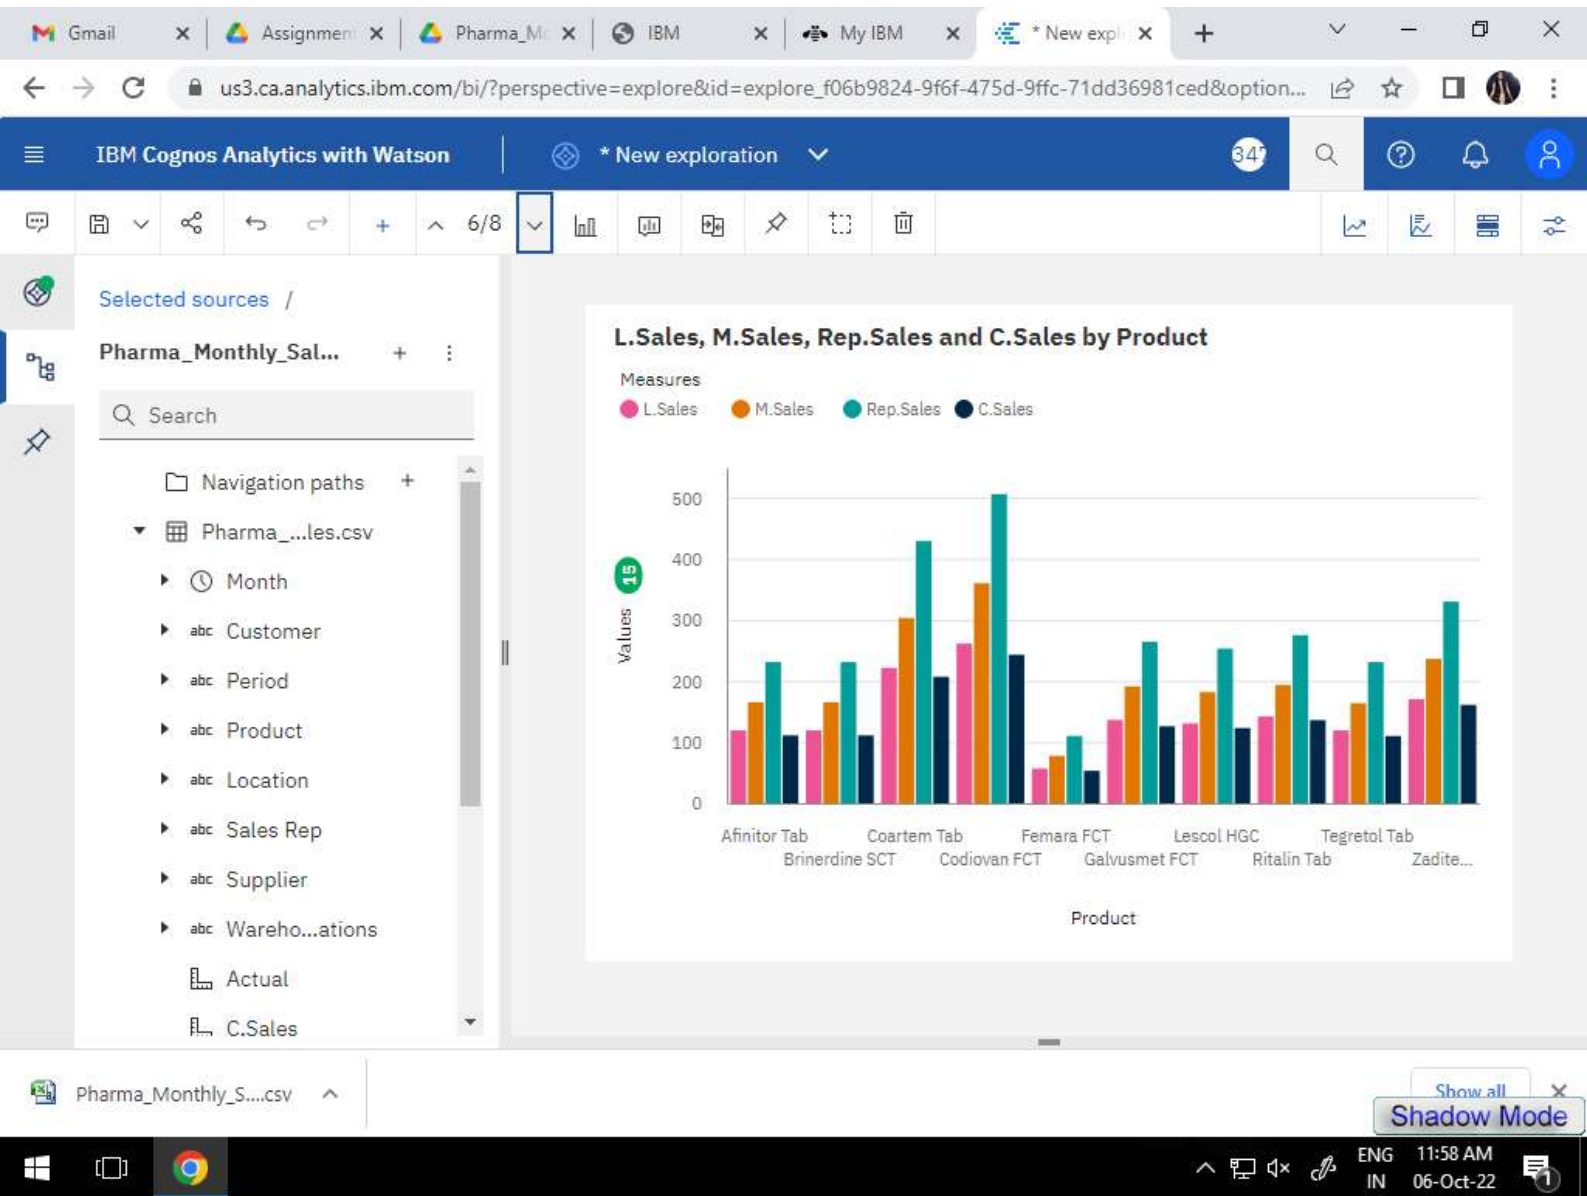 Gmail
Assignmen
Pharma_Mo
IBM
My IBM
* New expl
us3.ca.analytics.ibm.com/bi/?perspective=explore&id=explore_f06b9824-9f6f-475d-9ffc-71dd36981ced&option...
IBM Cognos Analytics with Watson
* New exploration
347
6/8
Selected sources /
Pharma_Monthly_Sal...
Search
Navigation paths
Pharma_...les.csv
Month
abc Customer
abc Period
abc Product
abc Location
abc Sales Rep
abc Supplier
abc Wareho...ations
Actual
C.Sales
L.Sales, M.Sales, Rep.Sales and C.Sales by Product
Measures
L.Sales M.Sales Rep.Sales C.Sales
500
400
300
200
100
0
15
Values
Afinitor Tab
Brinerdine SCT
Coartem Tab
Codiovan FCT
Femara FCT
Galvusmet FCT
Lescol HGC
Ritalin Tab
Tegretol Tab
Zadite...
Product
Pharma_Monthly_S....csv
Show all
Shadow Mode
ENG
IN
11:58 AM
06-Oct-22
1